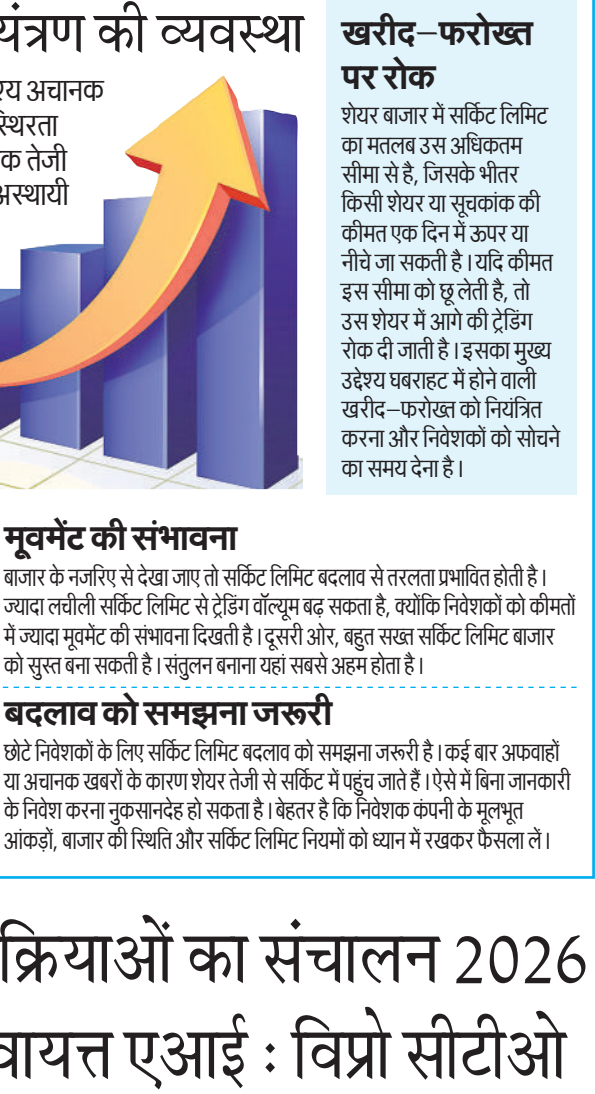 यंत्रण की व्यवस्था
अचानक
स्थिरता
क तेजी
अस्थायी
खरीद–फरोख्त
पर रोक
शेयर बाजार में सर्किट लिमिट
का मतलब उस अधिकतम
सीमा से है, जिसके भीतर
किसी शेयर या सूचकांक की
कीमत एक दिन में ऊपर या
नीचे जा सकती है। यदि कीमत
इस सीमा को छू लेती है, तो
उस शेयर में आगे की ट्रेडिंग
रोक दी जाती है। इसका मुख्य
उद्देश्य घबराहट में होने वाली
खरीद–फरोख्त को नियंत्रित
करना और निवेशकों को सोचने
का समय देना है।
मूवमेंट की संभावना
बाजार के नजरिए से देखा जाए तो सर्किट लिमिट बदलाव से तरलता प्रभावित होती है।
ज्यादा लचीली सर्किट लिमिट से ट्रेडिंग वॉल्यूम बढ़ सकता है, क्योंकि निवेशकों को कीमतों
में ज्यादा मूवमेंट की संभावना दिखती है। दूसरी ओर, बहुत सख्त सर्किट लिमिट बाजार
को सुस्त बना सकती है। संतुलन बनाना यहां सबसे अहम होता है।
बदलाव को समझना जरूरी
छोटे निवेशकों के लिए सर्किट लिमिट बदलाव को समझना जरूरी है। कई बार अफवाहों
या अचानक खबरों के कारण शेयर तेजी से सर्किट में पहुंच जाते हैं। ऐसे में बिना जानकारी
के निवेश करना नुकसानदेह हो सकता है। बेहतर है कि निवेशक कंपनी के मूलभूत
आंकड़ों, बाजार की स्थिति और सर्किट लिमिट नियमों को ध्यान में रखकर फैसला लें।
क्रियाओं का संचालन 2026
वायत्त एआई : विप्रो सीटीओ